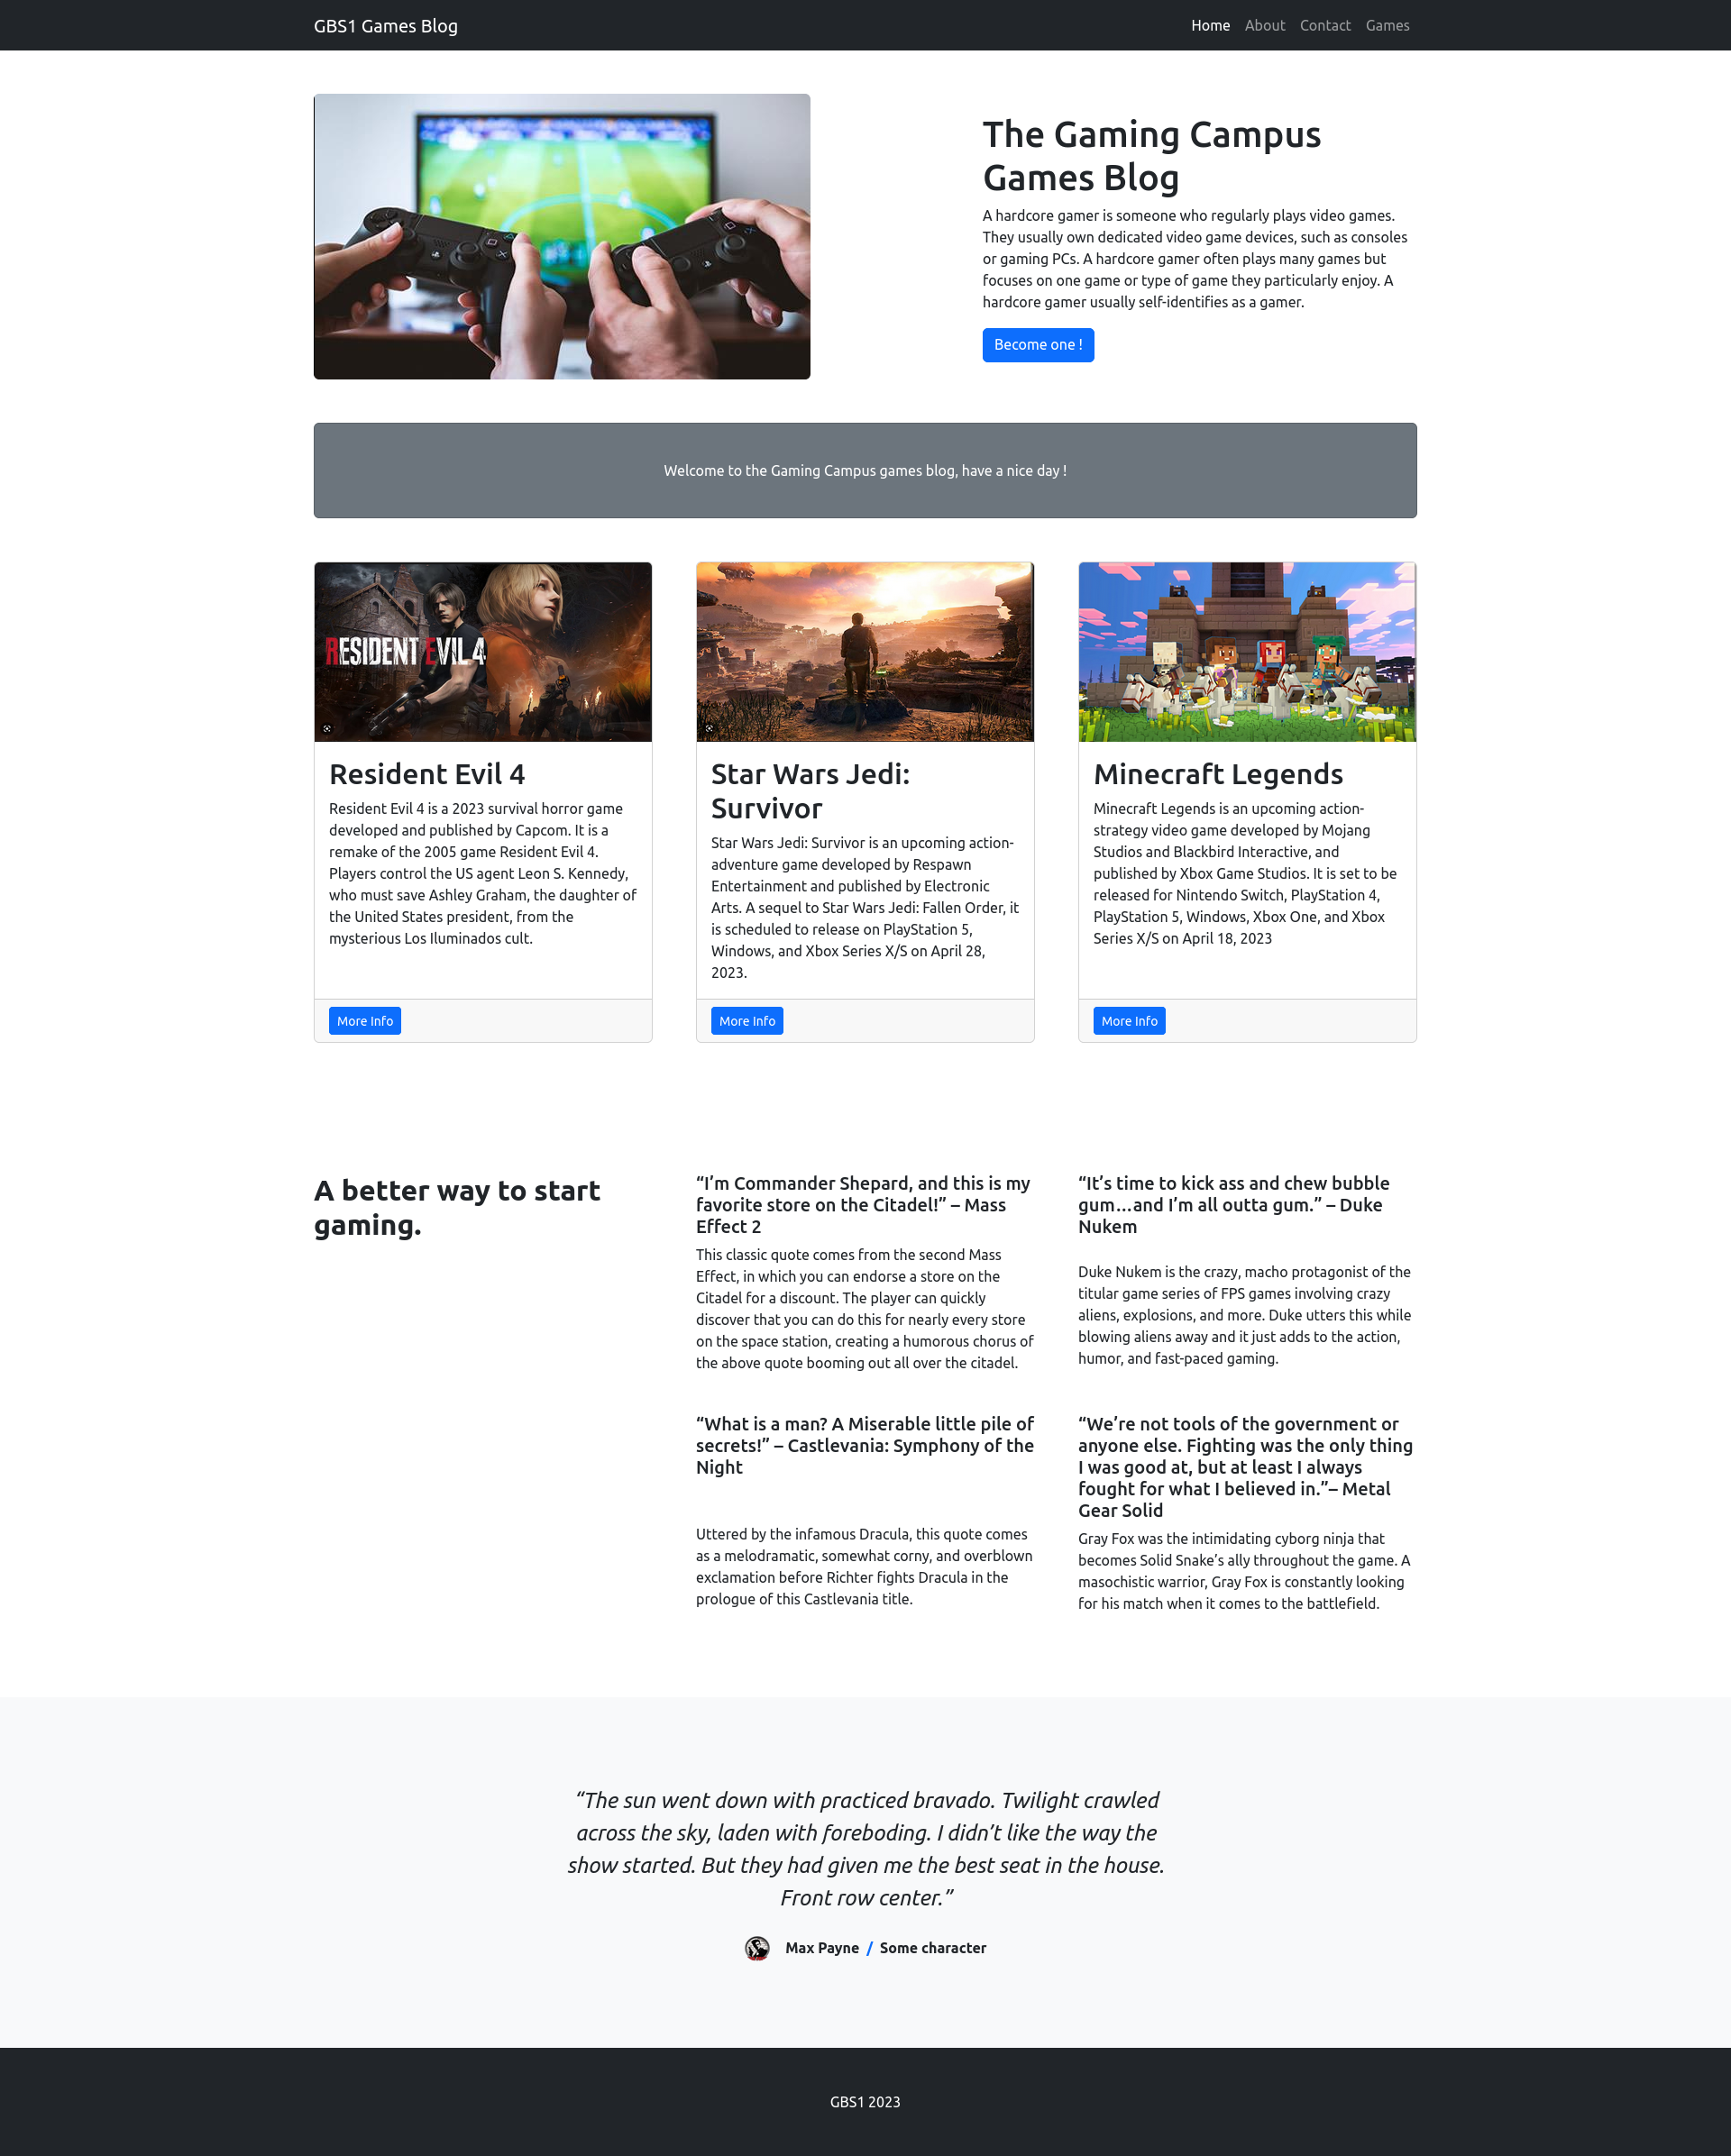 GBS1 Games Blog
Home About Contact Games
The Gaming Campus
Games Blog
A hardcore gamer is someone who regularly plays video games.
They usually own dedicated video game devices, such as consoles
or gaming PCs. A hardcore gamer often plays many games but
focuses on one game or type of game they particularly enjoy. A
hardcore gamer usually self-identifies as a gamer.
Become one !
Welcome to the Gaming Campus games blog, have a nice day !
RESIDENT EVIL 4
Resident Evil 4
Resident Evil 4 is a 2023 survival horror game
developed and published by Capcom. It is a
remake of the 2005 game Resident Evil 4.
Players control the US agent Leon S. Kennedy,
who must save Ashley Graham, the daughter of
the United States president, from the
mysterious Los Iluminados cult.
More Info
Star Wars Jedi:
Survivor
Star Wars Jedi: Survivor is an upcoming action-
adventure game developed by Respawn
Entertainment and published by Electronic
Arts. A sequel to Star Wars Jedi: Fallen Order, it
is scheduled to release on PlayStation 5,
Windows, and Xbox Series X/S on April 28,
2023.
More Info
Minecraft Legends
Minecraft Legends is an upcoming action-
strategy video game developed by Mojang
Studios and Blackbird Interactive, and
published by Xbox Game Studios. It is set to be
released for Nintendo Switch, PlayStation 4,
PlayStation 5, Windows, Xbox One, and Xbox
Series X/S on April 18, 2023
More Info
A better way to start
gaming.
“I’m Commander Shepard, and this is my
favorite store on the Citadel!” – Mass
Effect 2
This classic quote comes from the second Mass
Effect, in which you can endorse a store on the
Citadel for a discount. The player can quickly
discover that you can do this for nearly every store
on the space station, creating a humorous chorus of
the above quote booming out all over the citadel.
“It’s time to kick ass and chew bubble
gum…and I’m all outta gum.” – Duke
Nukem
Duke Nukem is the crazy, macho protagonist of the
titular game series of FPS games involving crazy
aliens, explosions, and more. Duke utters this while
blowing aliens away and it just adds to the action,
humor, and fast-paced gaming.
“What is a man? A Miserable little pile of
secrets!” – Castlevania: Symphony of the
Night
Uttered by the infamous Dracula, this quote comes
as a melodramatic, somewhat corny, and overblown
exclamation before Richter fights Dracula in the
prologue of this Castlevania title.
“We’re not tools of the government or
anyone else. Fighting was the only thing
I was good at, but at least I always
fought for what I believed in.”– Metal
Gear Solid
Gray Fox was the intimidating cyborg ninja that
becomes Solid Snake’s ally throughout the game. A
masochistic warrior, Gray Fox is constantly looking
for his match when it comes to the battlefield.
“The sun went down with practiced bravado. Twilight crawled
across the sky, laden with foreboding. I didn’t like the way the
show started. But they had given me the best seat in the house.
Front row center.”
Max Payne / Some character
GBS1 2023